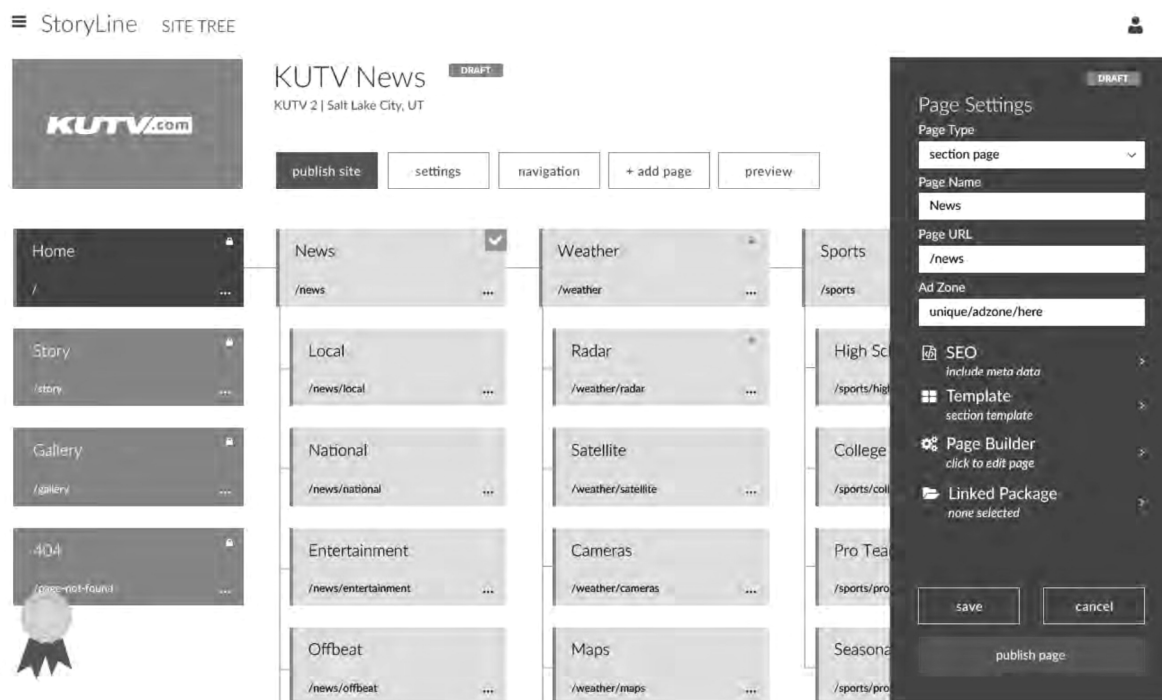 StoryLine SITE TREE
KUTV.com
KUTV News DRAFT
KUTV 2 | Salt Lake City, UT
publish site settings navigation + add page preview
Home
/
...
Story
/story
...
Gallery
/gallery
...
404
/page-not-found
...
News
/news
...
Local
/news/local
...
National
/news/national
...
Entertainment
/news/entertainment
...
Offbeat
/news/offbeat
...
Weather
/weather
...
Radar
/weather/radar
...
Satellite
/weather/satellite
...
Cameras
/weather/cameras
...
Maps
/weather/maps
...
Sports
/sports
High Sc
/sports/hig
College
/sports/coll
Pro Tea
/sports/pro
Seasona
/sports/pro
DRAFT
Page Settings
Page Type
section page
Page Name
News
Page URL
/news
Ad Zone
unique/adzone/here
SEO
include meta data
Template
section template
Page Builder
click to edit page
Linked Package
none selected
save cancel
publish page